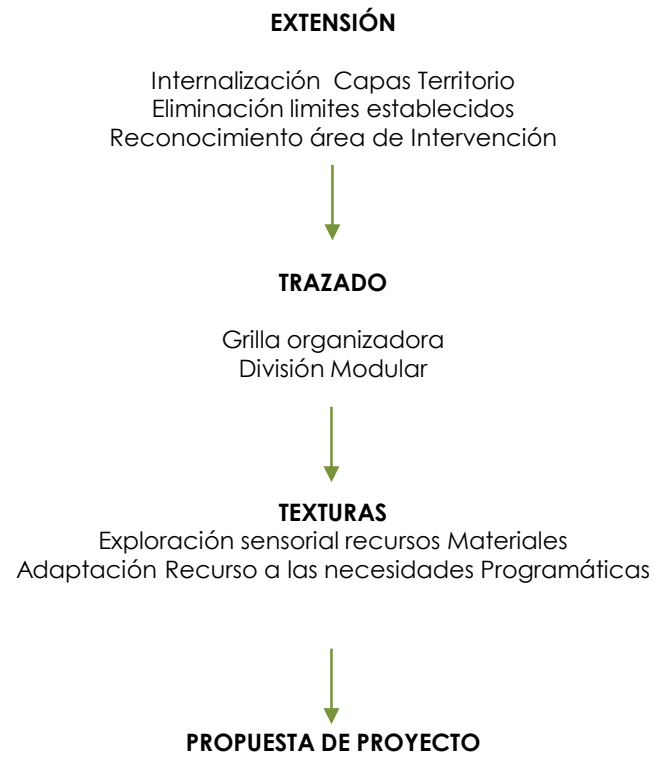 EXTENSIÓN
Internalización Capas Territorio
Eliminación limites establecidos
Reconocimiento área de Intervención
TRAZADO
Grilla organizadora
División Modular
TEXTURAS
Exploración sensorial recursos Materiales
Adaptación Recurso a las necesidades Programáticas
PROPUESTA DE PROYECTO